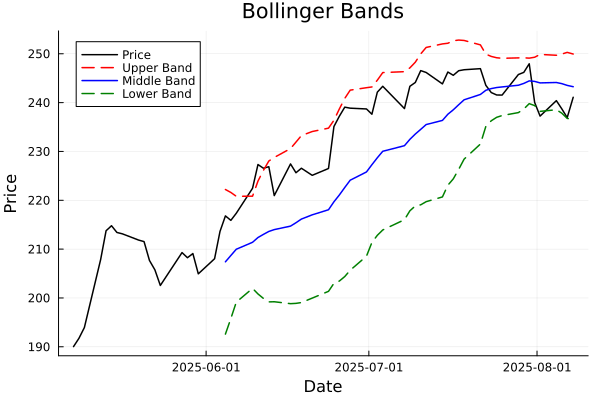 Bollinger Bands
Price
Upper Band
Middle Band
Lower Band
250
240
230
220
210
200
190
Price
2025-06-01
2025-07-01
2025-08-01
Date